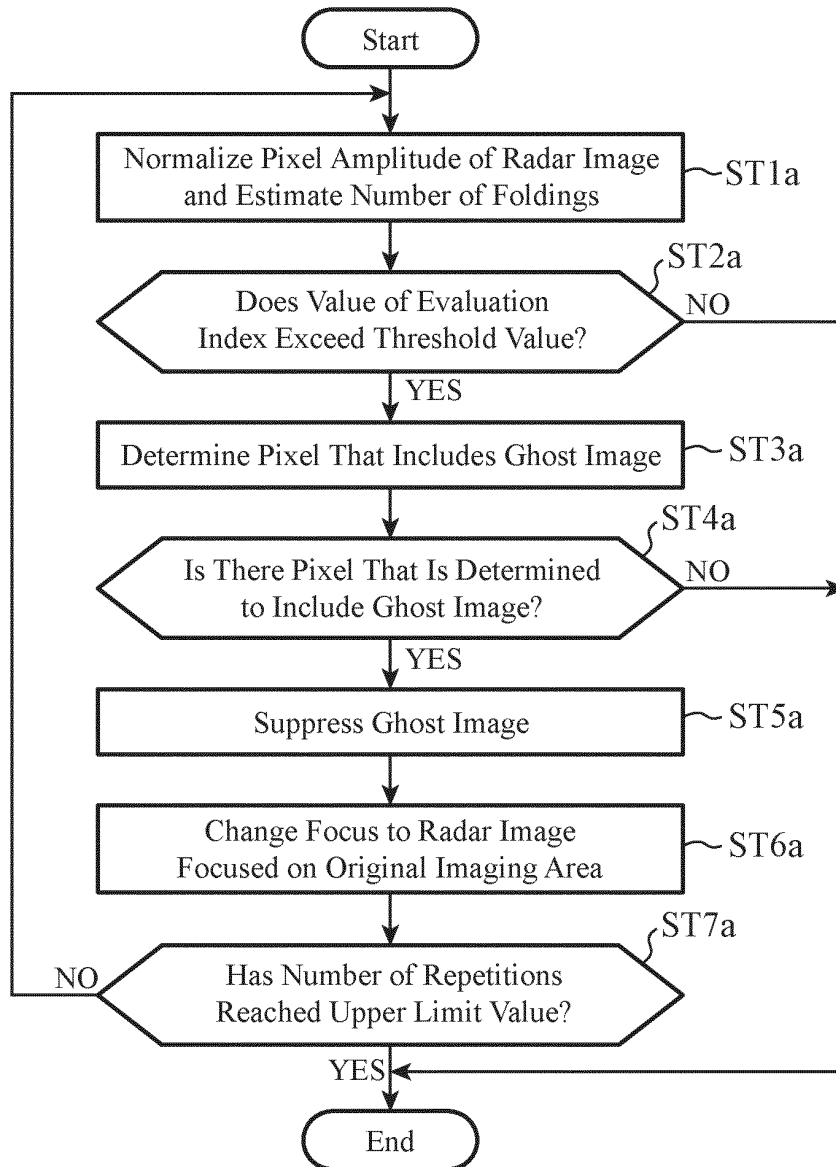 Start
Normalize Pixel Amplitude of Radar Image
and Estimate Number of Foldings
ST1a
ST2a
Does Value of Evaluation
Index Exceed Threshold Value?
NO
YES
Determine Pixel That Includes Ghost Image
ST3a
ST4a
Is There Pixel That Is Determined
to Include Ghost Image?
NO
YES
Suppress Ghost Image
ST5a
Change Focus to Radar Image
Focused on Original Imaging Area
ST6a
ST7a
NO
Has Number of Repetitions
Reached Upper Limit Value?
YES
End